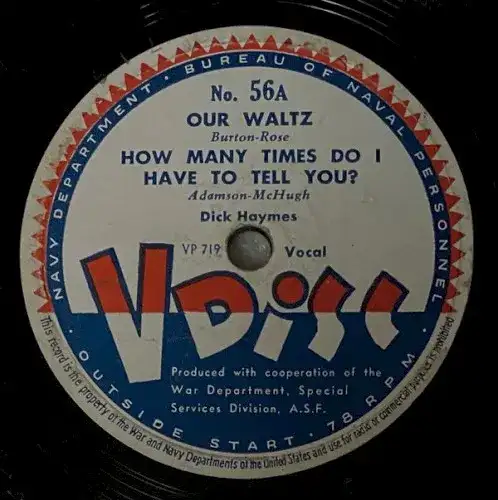 NAVY DEPARTMENT · BUREAU OF NAVAL PERSONNEL
No. 56A
OUR WALTZ
Burton-Rose
HOW MANY TIMES DO I
HAVE TO TELL YOU?
Adamson-McHugh
Dick Haymes
VP 719 Vocal
V DISC
Produced with cooperation of the
War Department, Special
Services Division, A.S.F.
· OUTSIDE START · 78 RPM ·
This record is the property of the War and Navy Departments of the United States and use for radio or commercial purposes is prohibited